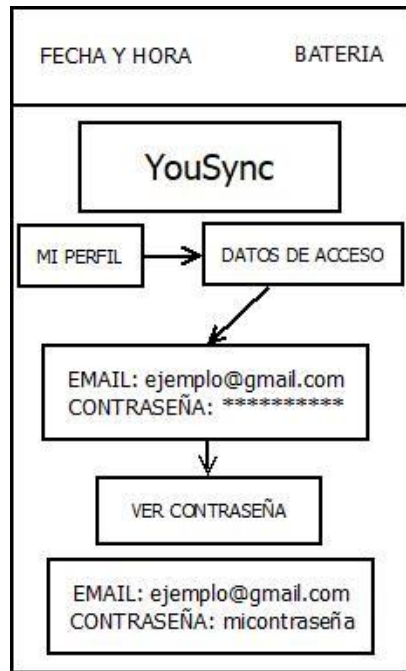 FECHA Y HORA BATERIA
YouSync
MI PERFIL DATOS DE ACCESO
EMAIL: ejemplo@gmail.com
CONTRASEÑA: **********
VER CONTRASEÑA
EMAIL: ejemplo@gmail.com
CONTRASEÑA: micontraseña